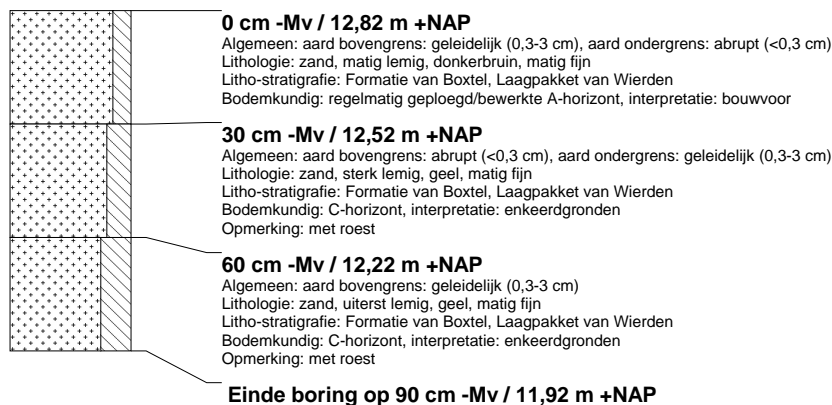 0 cm -Mv / 12,82 m +NAP
Algemeen: aard bovengrens: geleidelijk (0,3-3 cm), aard ondergrens: abrupt (<0,3 cm)
Lithologie: zand, matig lemig, donkerbruin, matig fijn
Litho-stratigrafie: Formatie van Boxtel, Laagpakket van Wierden
Bodemkundig: regelmatig geploegd/bewerkte A-horizont, interpretatie: bouwvoor
30 cm -Mv / 12,52 m +NAP
Algemeen: aard bovengrens: abrupt (<0,3 cm), aard ondergrens: geleidelijk (0,3-3 cm)
Lithologie: zand, sterk lemig, geel, matig fijn
Litho-stratigrafie: Formatie van Boxtel, Laagpakket van Wierden
Bodemkundig: C-horizont, interpretatie: enkeerdgronden
Opmerking: met roest
60 cm -Mv / 12,22 m +NAP
Algemeen: aard bovengrens: geleidelijk (0,3-3 cm)
Lithologie: zand, uiterst lemig, geel, matig fijn
Litho-stratigrafie: Formatie van Boxtel, Laagpakket van Wierden
Bodemkundig: C-horizont, interpretatie: enkeerdgronden
Opmerking: met roest
Einde boring op 90 cm -Mv / 11,92 m +NAP